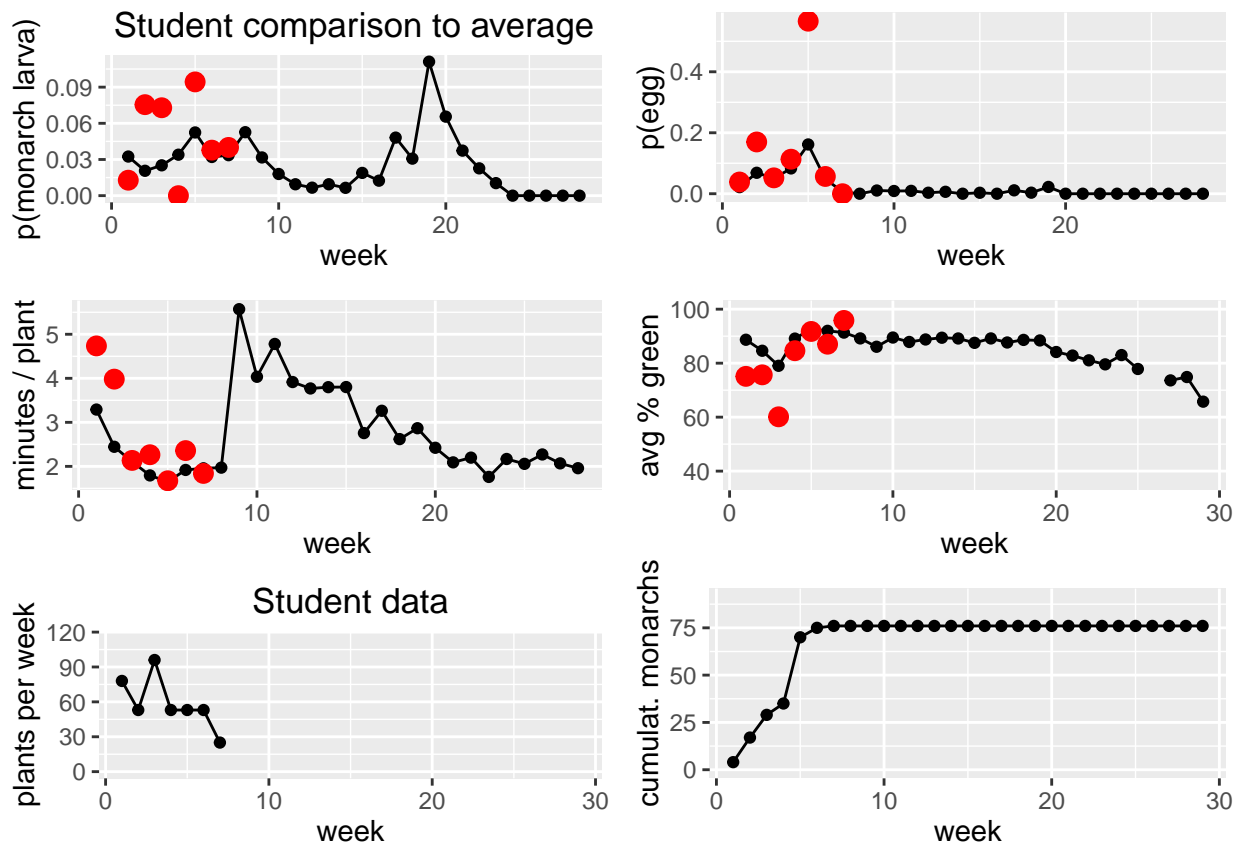 Student comparison to average
p(monarch larva)
0.09
0.06
0.03
0.00
0 10 20
week
p(egg)
0.4
0.2
0.0
0 20
week
minutes / plant
5
4
3
2
0 10 20
week
avg % green
100
80
60
40
0 10 20 30
week
Student data
plants per week
120
90
60
30
0
0 10 20 30
week
cumulat. monarchs
75
50
25
0
0 10 20 30
week